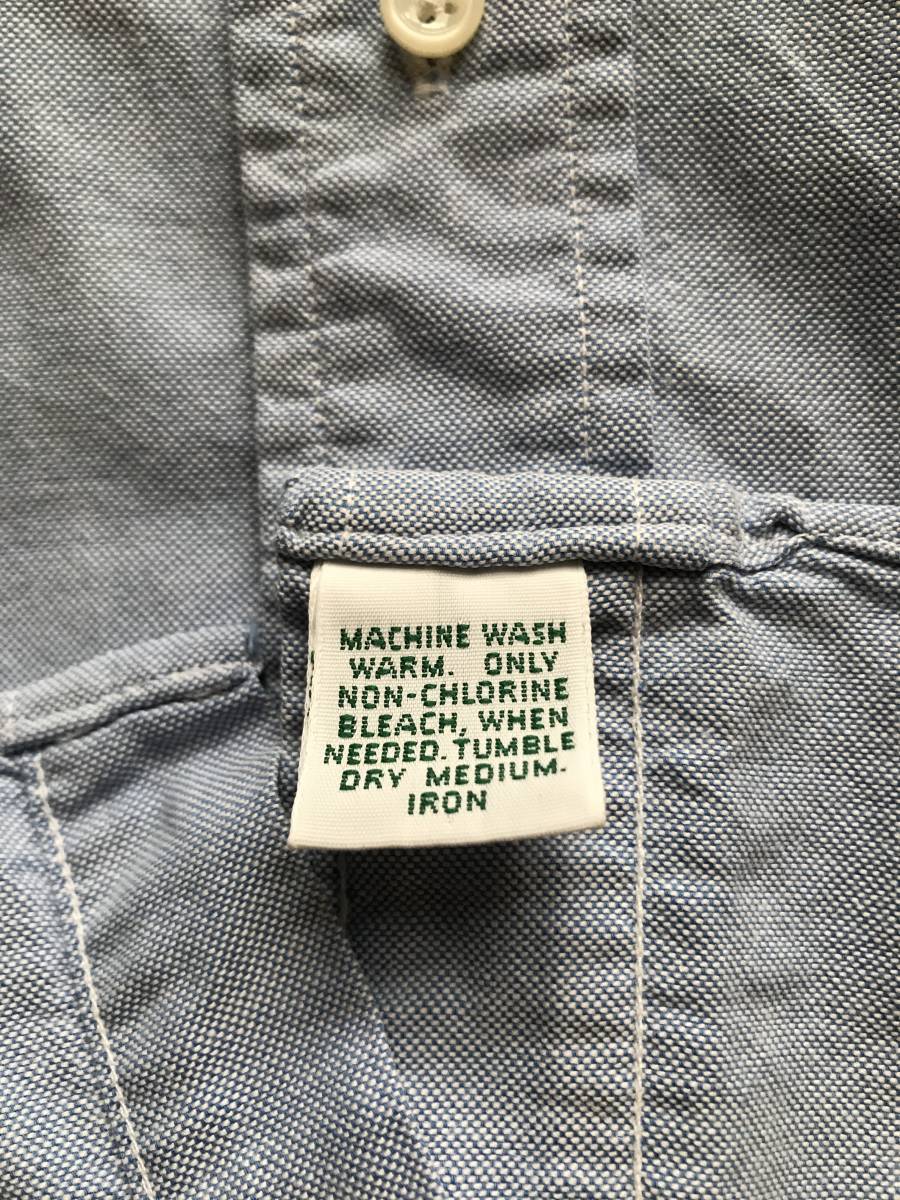 MACHINE WASH
WARM. ONLY
NON-CHLORINE
BLEACH, WHEN
NEEDED. TUMBLE
DRY MEDIUM.
IRON